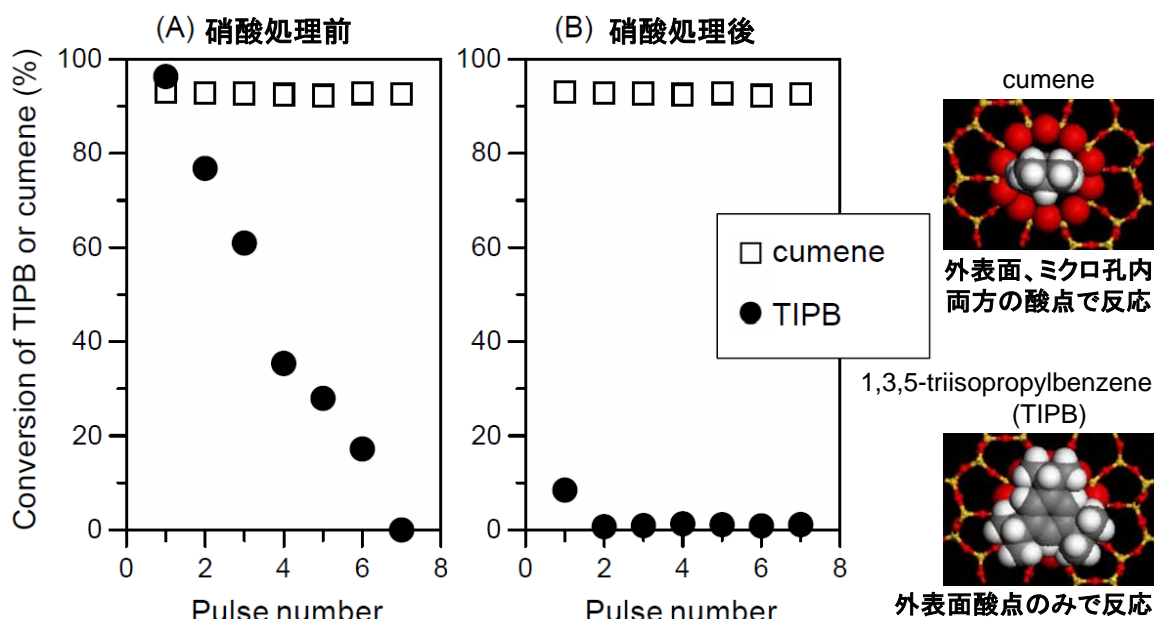 (A) 硝酸処理前
(B) 硝酸処理後
Conversion of TIPB or cumene (%)
100
80
60
40
20
0
0 2 4 6 8
Pulse number
100
80
60
40
20
0
0 2 4 6 8
Pulse number
cumene
TIPB
cumene
外表面、ミクロ孔内
両方の酸点で反応
1,3,5-triisopropylbenzene
(TIPB)
外表面酸点のみで反応